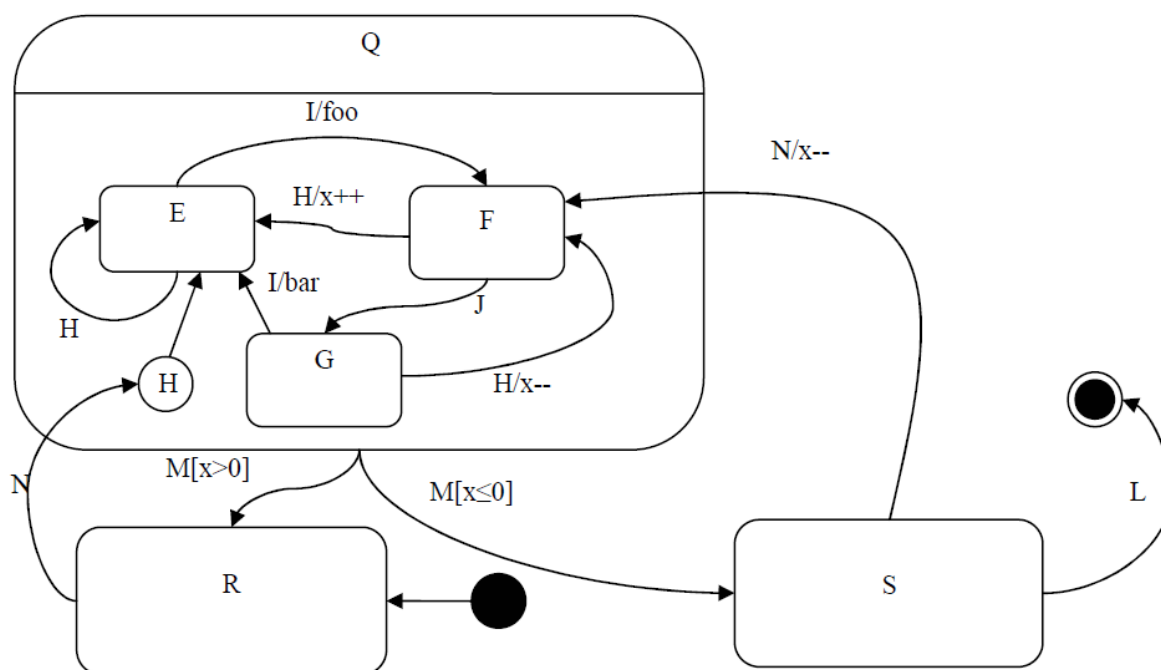 Q
I/foo
N/x--
E
H/x++
F
I/bar
J
H
G
H
H/x--
M[x>0]
N
M[x≤0]
L
R
S